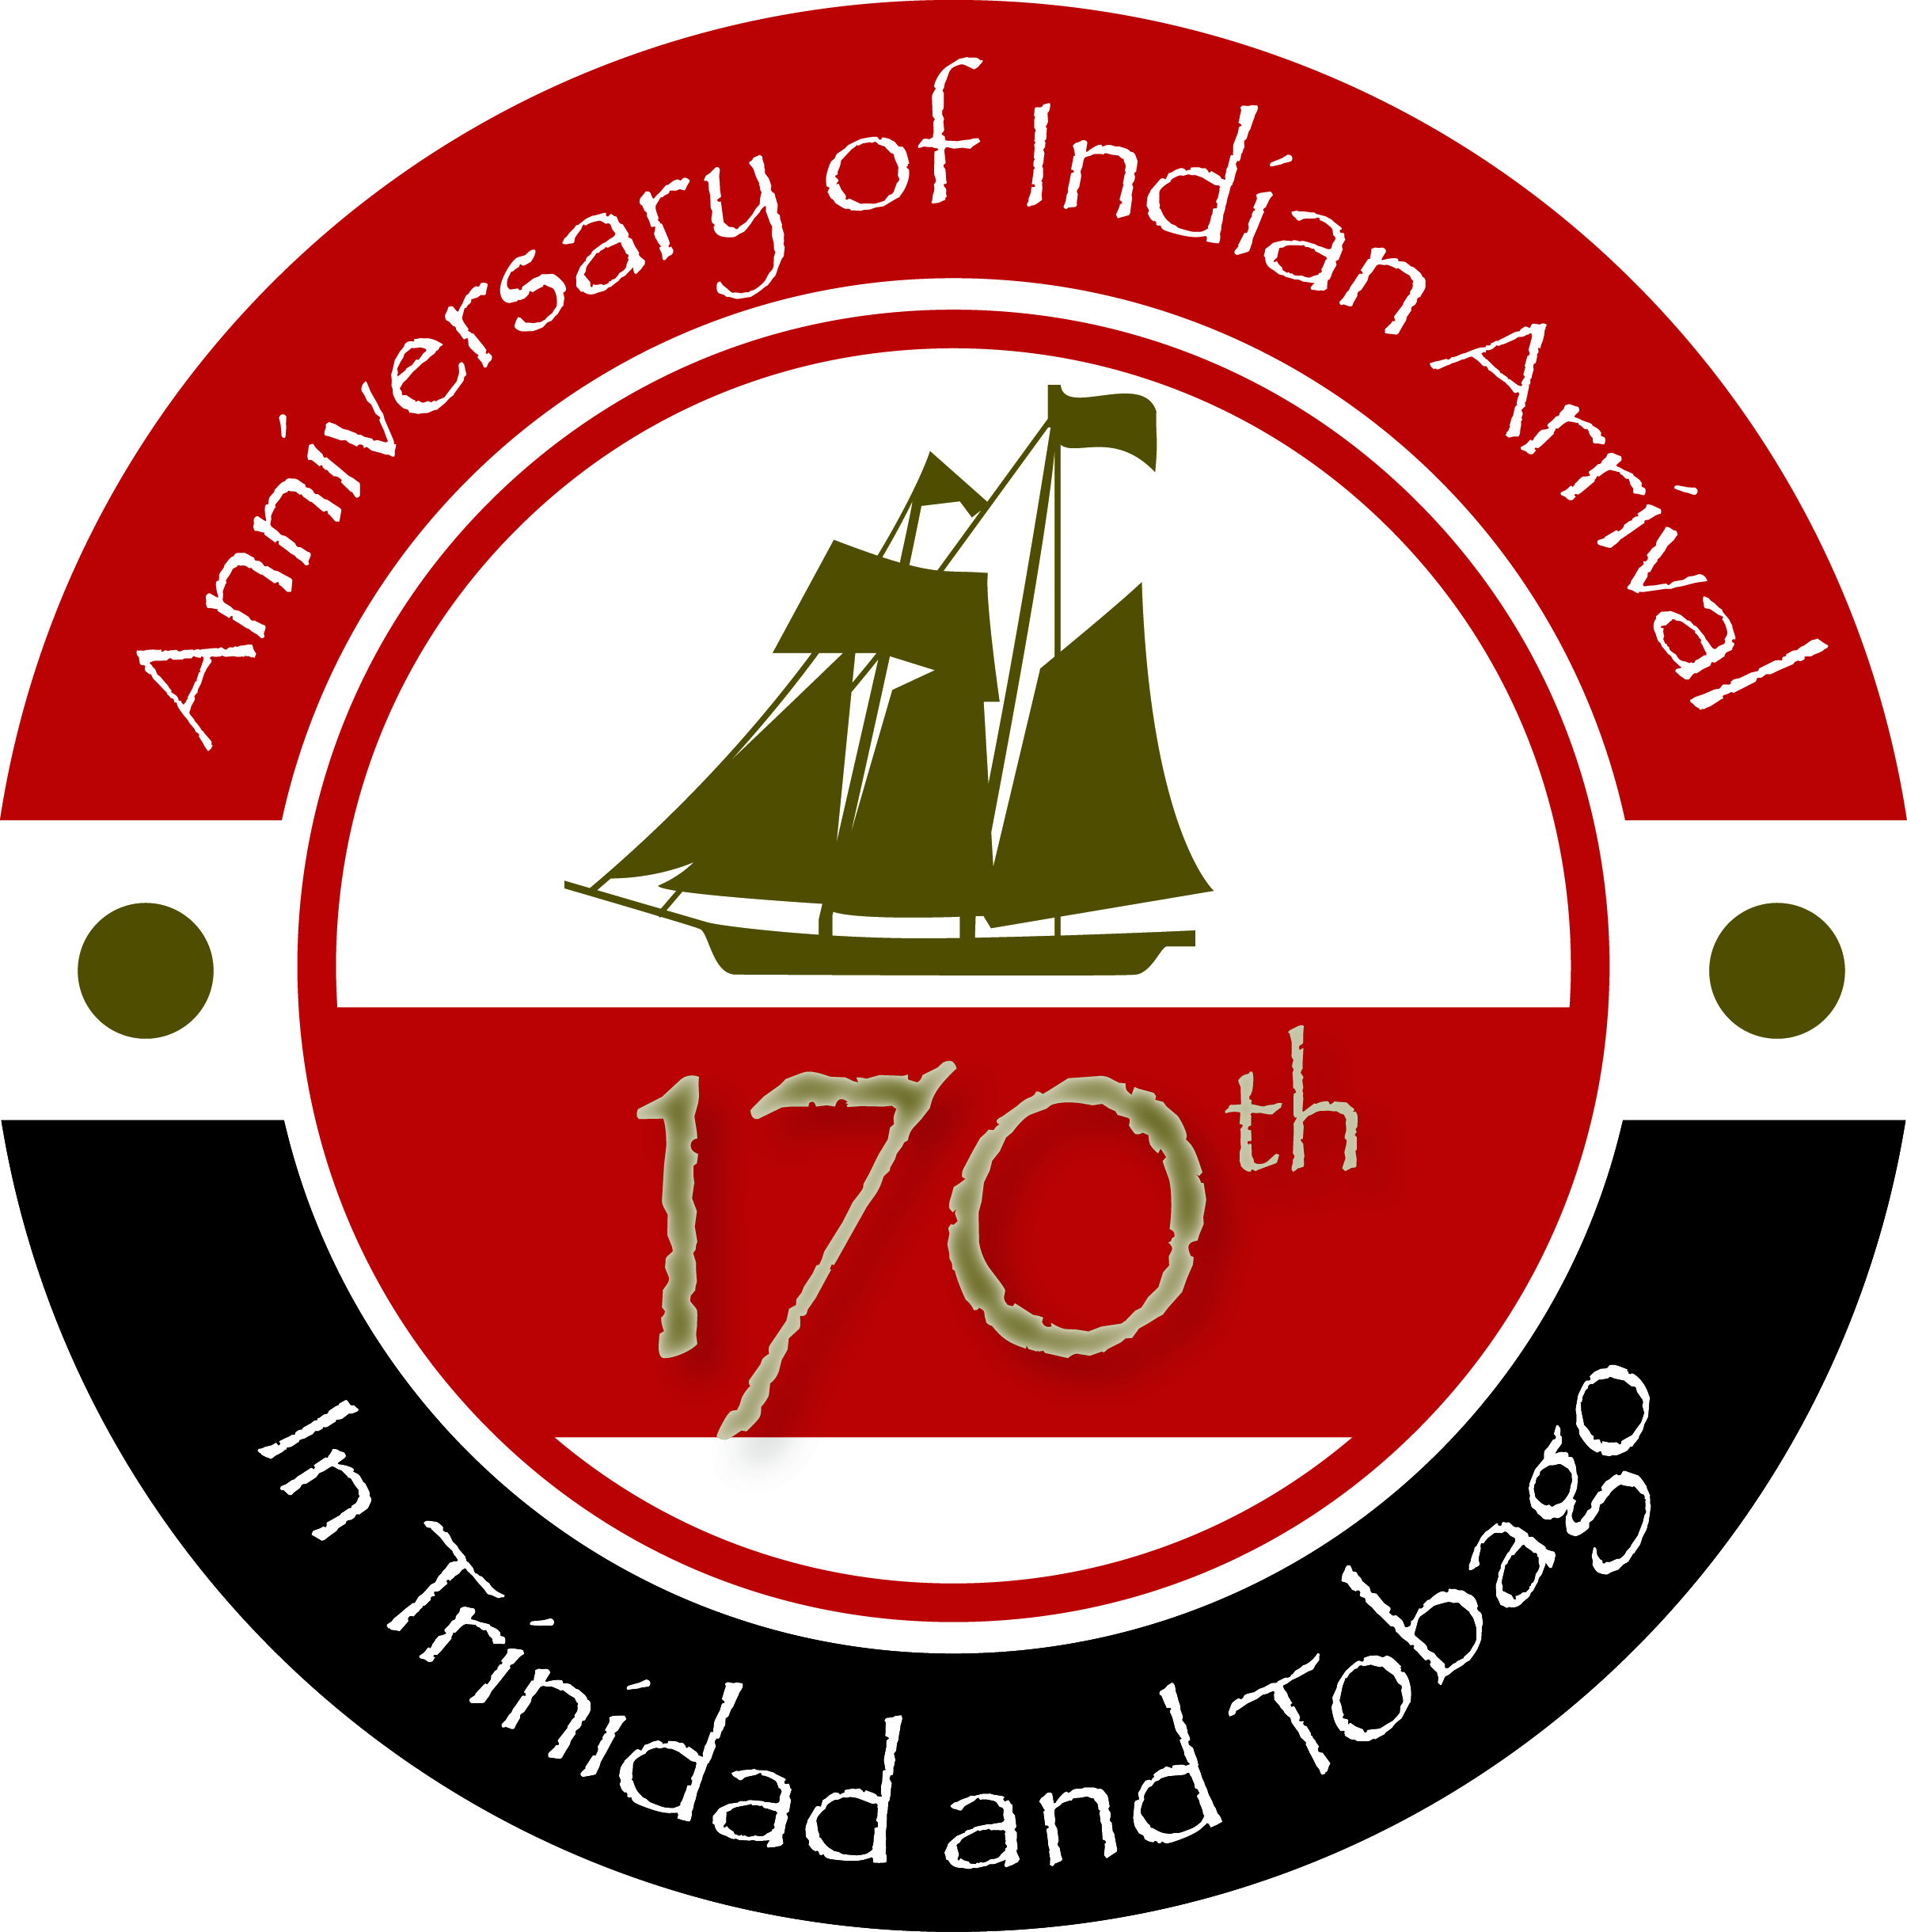 Anniversary of Indian Arrival
170th
In Trinidad and Tobago